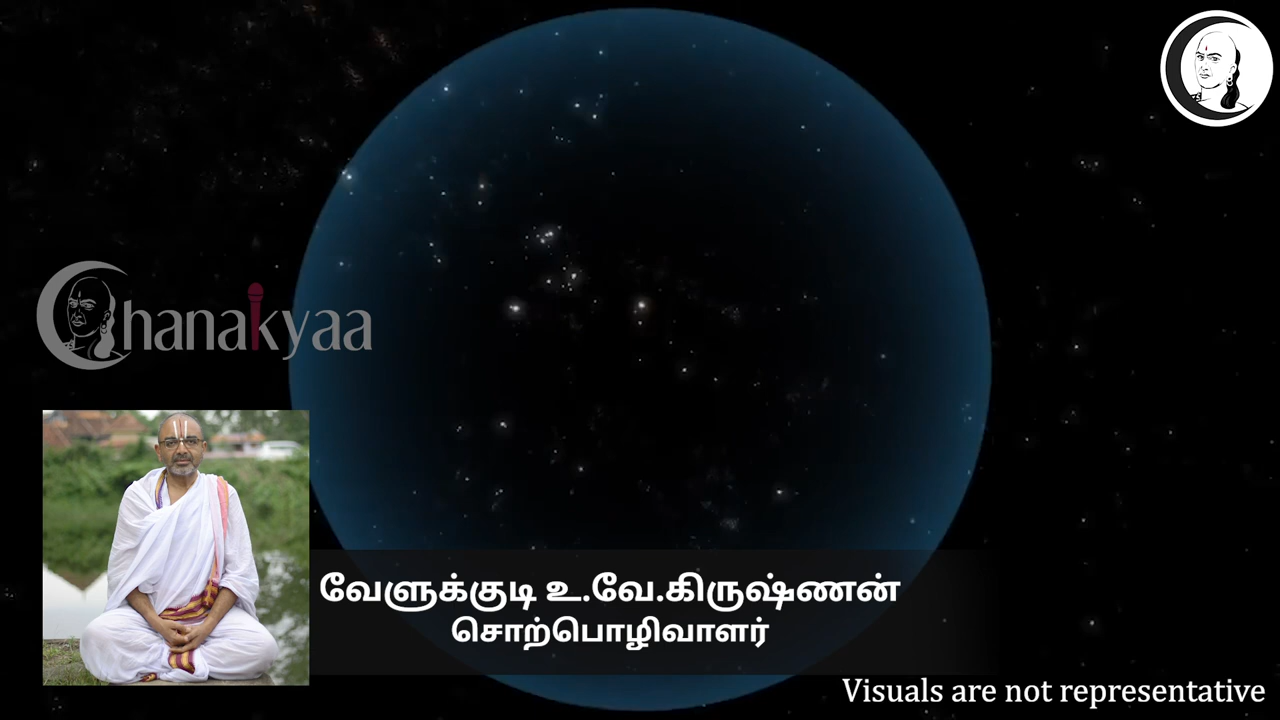 Chanakyaa
வேளுக்குடி உ.வே.கிருஷ்ணன்
சொற்பொழிவாளர்
Visuals are not representative